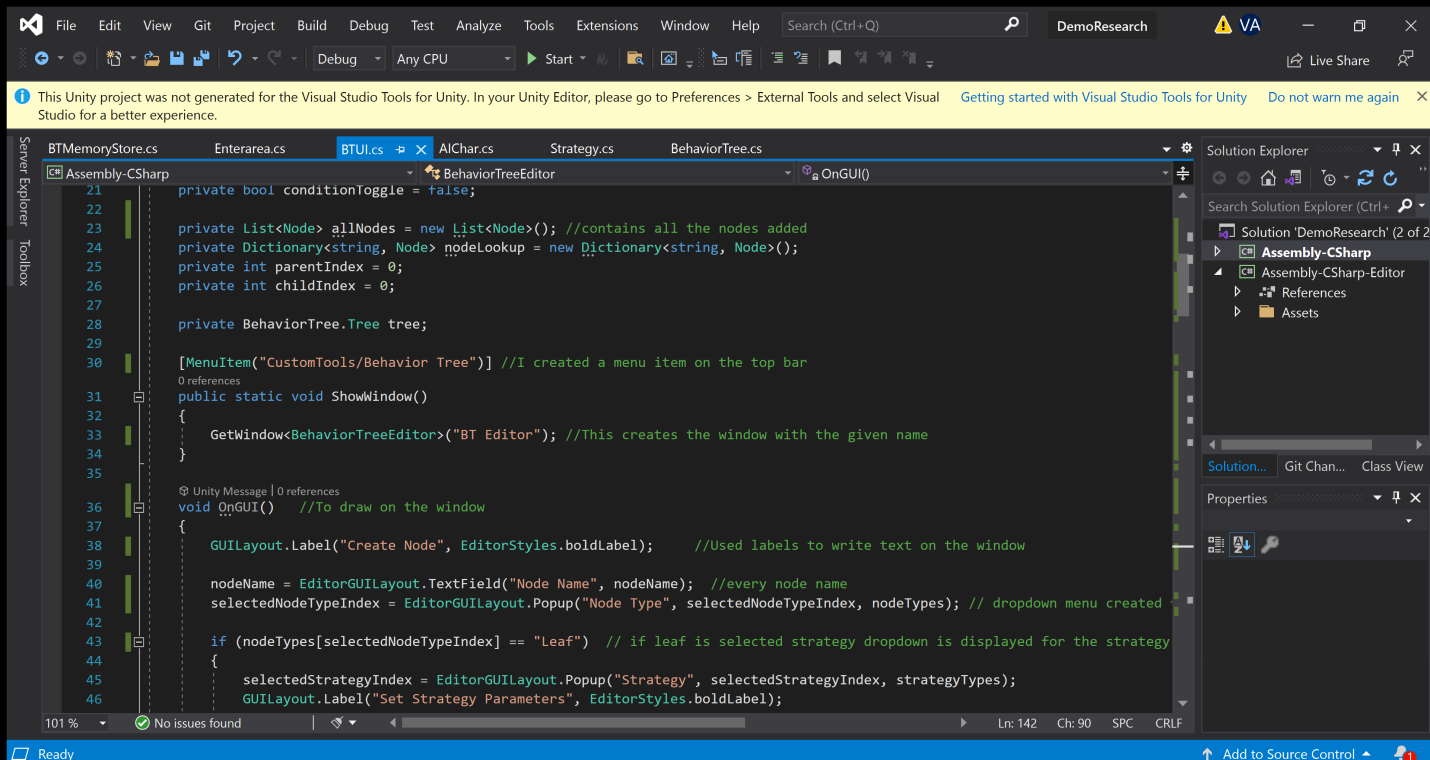 File Edit View Git Project Build Debug Test Analyze Tools Extensions Window Help Search (Ctrl+Q) DemoResearch VA
Debug Any CPU Start Live Share
This Unity project was not generated for the Visual Studio Tools for Unity. In your Unity Editor, please go to Preferences > External Tools and select Visual Getting started with Visual Studio Tools for Unity Do not warn me again
Studio for a better experience.
Server Explorer
Toolbox
BTMemoryStore.cs Enterarea.cs BTUI.cs AIChar.cs Strategy.cs BehaviorTree.cs
C# Assembly-CSharp BehaviorTreeEditor OnGUI()
21 private bool conditionToggle = false;
22
23 private List<Node> allNodes = new List<Node>(); //contains all the nodes added
24 private Dictionary<string, Node> nodeLookup = new Dictionary<string, Node>();
25 private int parentIndex = 0;
26 private int childIndex = 0;
27
28 private BehaviorTree.Tree tree;
29
30 [MenuItem("CustomTools/Behavior Tree")] //I created a menu item on the top bar
0 references
31 public static void ShowWindow()
32 {
33 GetWindow<BehaviorTreeEditor>("BT Editor"); //This creates the window with the given name
34 }
35
Unity Message | 0 references
36 void OnGUI() //To draw on the window
37 {
38 GUILayout.Label("Create Node", EditorStyles.boldLabel); //Used labels to write text on the window
39
40 nodeName = EditorGUILayout.TextField("Node Name", nodeName); //every node name
41 selectedNodeTypeIndex = EditorGUILayout.Popup("Node Type", selectedNodeTypeIndex, nodeTypes); // dropdown menu created
42
43 if (nodeTypes[selectedNodeTypeIndex] == "Leaf") // if leaf is selected strategy dropdown is displayed for the strategy
44 {
45 selectedStrategyIndex = EditorGUILayout.Popup("Strategy", selectedStrategyIndex, strategyTypes);
46 GUILayout.Label("Set Strategy Parameters", EditorStyles.boldLabel);
101 % No issues found Ln: 142 Ch: 90 SPC CRLF
Solution Explorer
Search Solution Explorer (Ctrl+
Solution 'DemoResearch' (2 of 2
C# Assembly-CSharp
C# Assembly-CSharp-Editor
References
Assets
Solution... Git Chan... Class View
Properties
Ready Add to Source Control 1